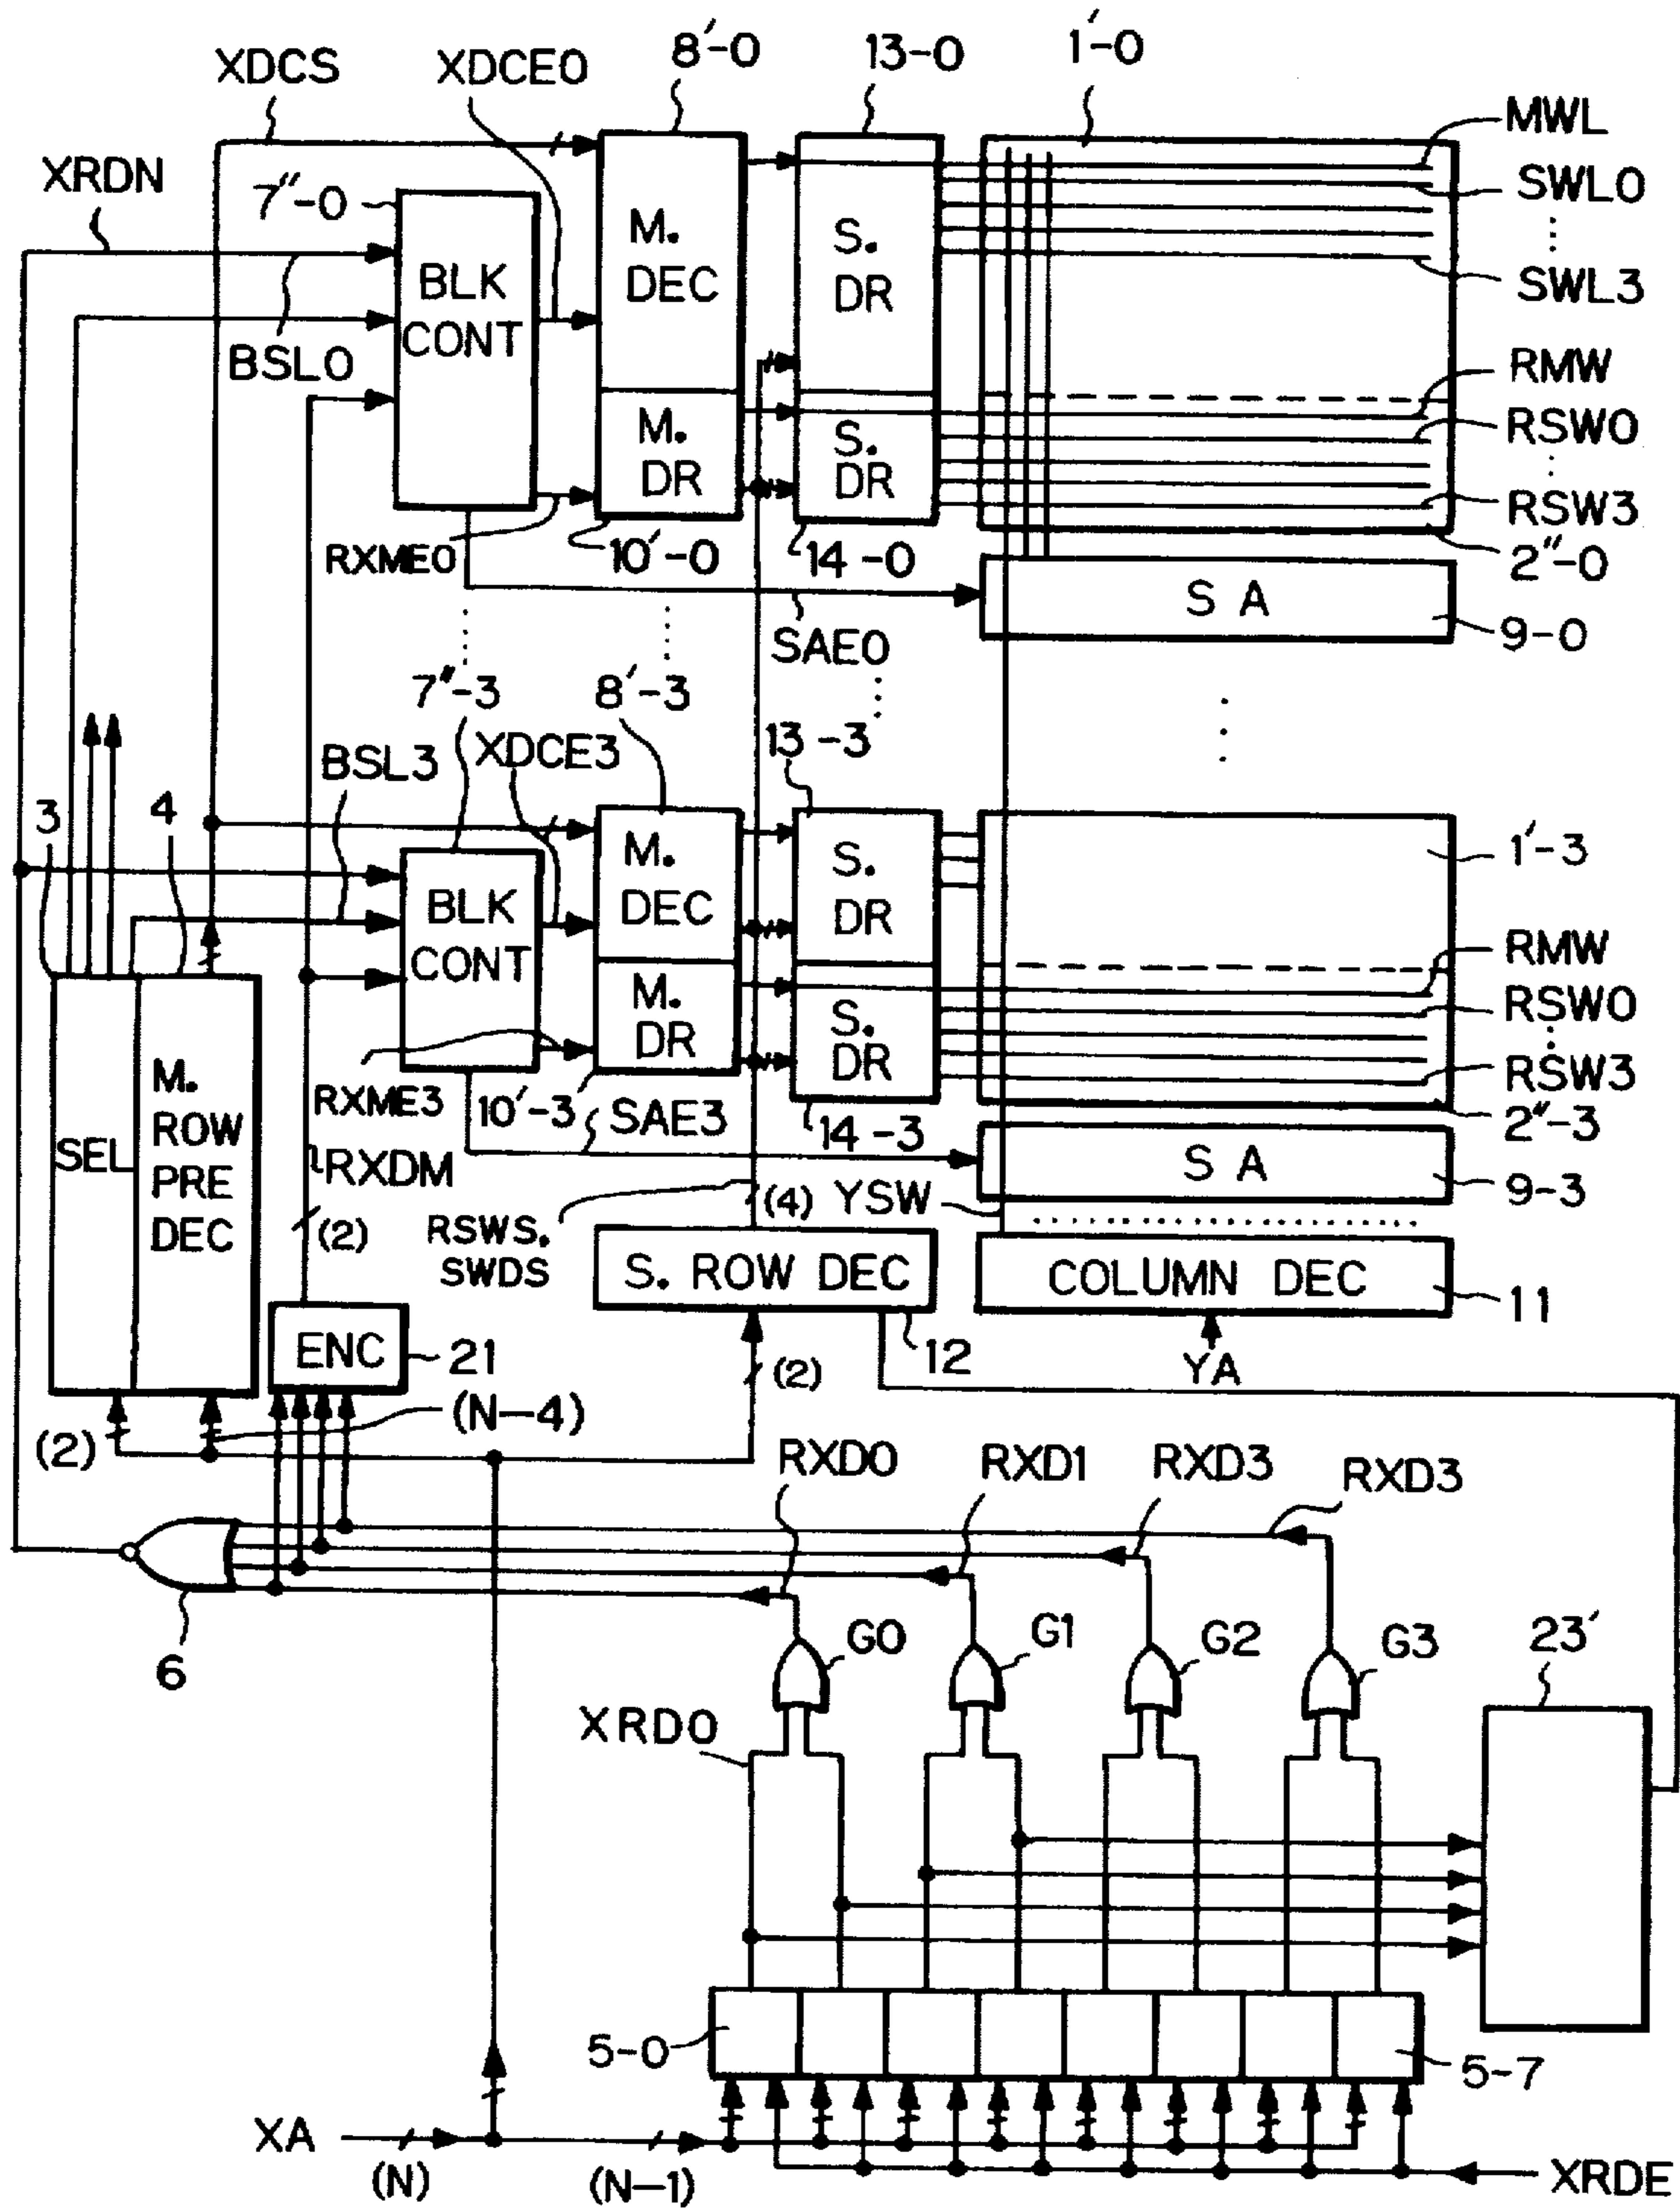 8'-0
13-0
1'-0
XDCS
XDCE0
MWL
XRDN
7"-0
SWL0
M.
DEC
S.
DR
BLK
CONT
SWL3
BSL0
RMW
M.
DR
S.
DR
RSW0
RSW3
RXME0
10'-0
14-0
2"-0
S A
SAE0
9-0
7"-3
8'-3
13-3
BSL3
XDCE3
3
4
1'-3
M.
DEC
S.
DR
BLK
CONT
RMW
M.
DR
S.
DR
RSW0
RSW3
RXME3
10'-3
SAE3
14-3
2"-3
SEL
M.
ROW
PRE
DEC
RXDM
S A
9-3
(4)
YSW
(2)
RSWS.
SWDS
S. ROW DEC
COLUMN DEC
11
ENC
21
12
(2)
YA
(2)
(N-4)
RXD0
RXD1
RXD3
RXD3
6
G0
G1
G2
G3
23'
XRD0
5-0
5-7
XA
(N)
(N-1)
XRDE